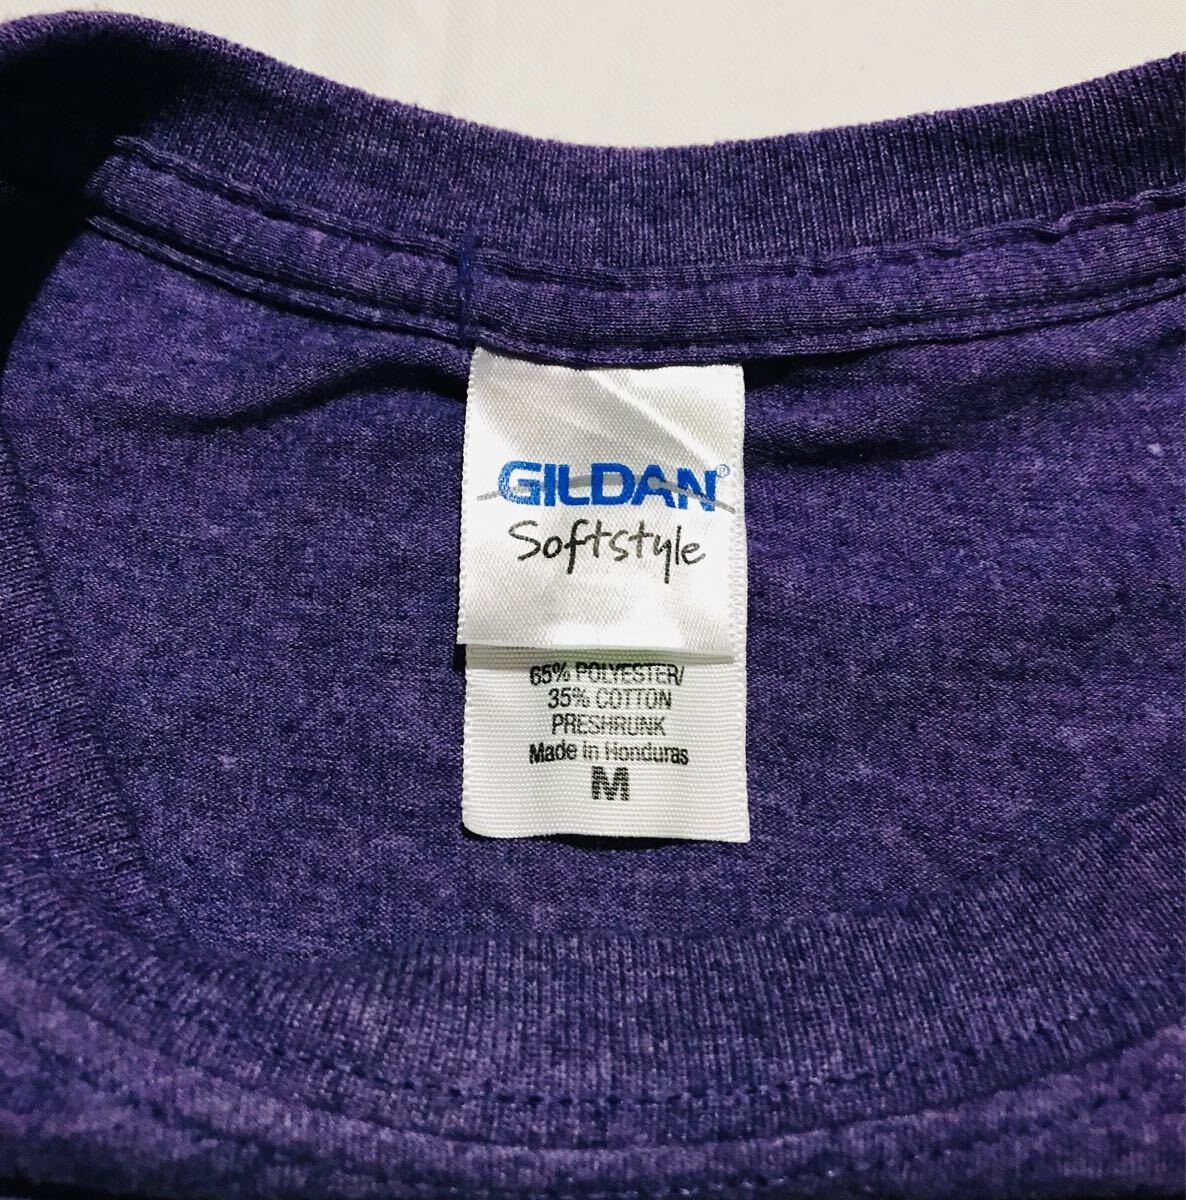 GILDAN®
Softstyle
65% POLYESTER/
35% COTTON
PRESHRUNK
Made in Honduras
M